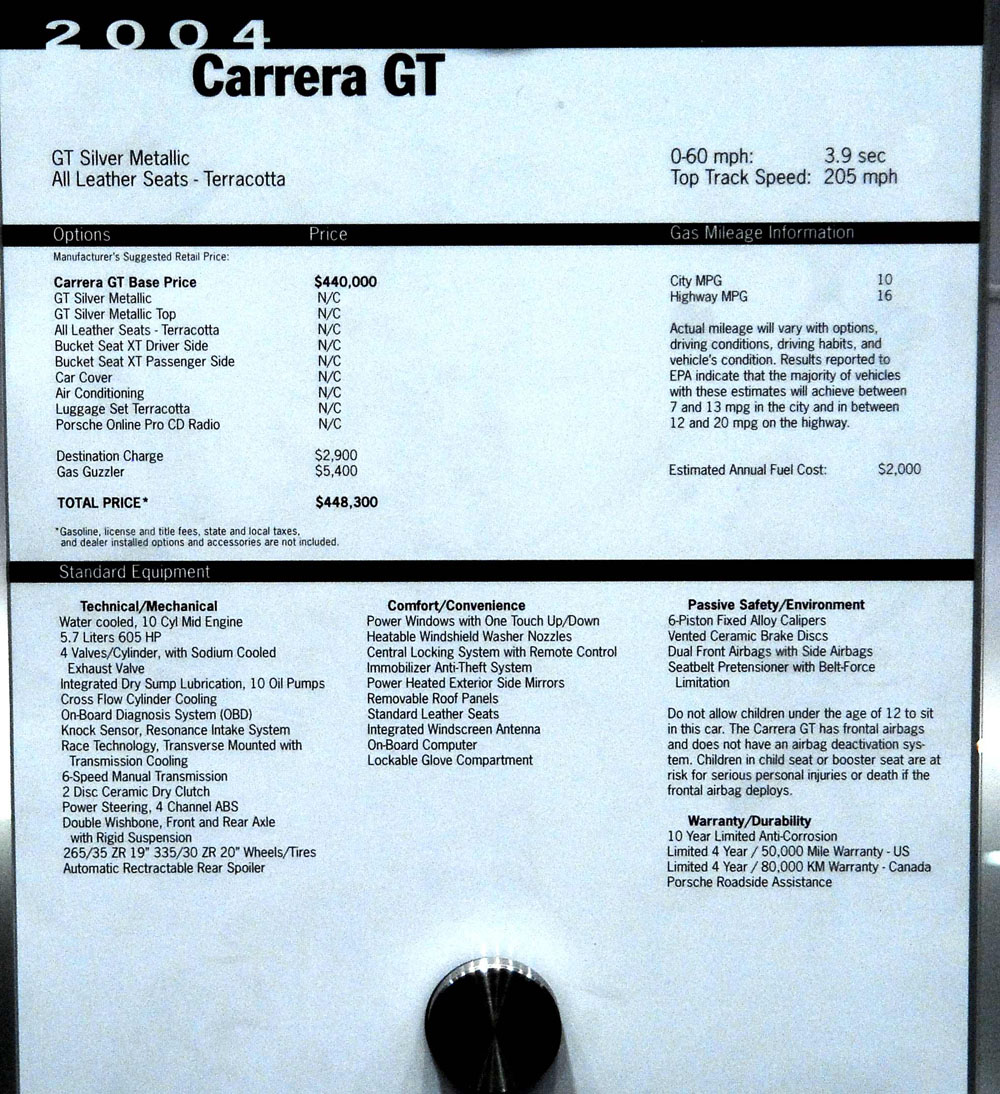 2004
Carrera GT
GT Silver Metallic
All Leather Seats - Terracotta
0-60 mph: 3.9 sec
Top Track Speed: 205 mph
Options Price
Manufacturer's Suggested Retail Price:
Carrera GT Base Price $440,000
GT Silver Metallic N/C
GT Silver Metallic Top N/C
All Leather Seats - Terracotta N/C
Bucket Seat XT Driver Side N/C
Bucket Seat XT Passenger Side N/C
Car Cover N/C
Air Conditioning N/C
Luggage Set Terracotta N/C
Porsche Online Pro CD Radio N/C
Destination Charge $2,900
Gas Guzzler $5,400
TOTAL PRICE* $448,300
*Gasoline, license and title fees, state and local taxes,
and dealer installed options and accessories are not included.
Gas Mileage Information
City MPG 10
Highway MPG 16
Actual mileage will vary with options,
driving conditions, driving habits, and
vehicle's condition. Results reported to
EPA indicate that the majority of vehicles
with these estimates will achieve between
7 and 13 mpg in the city and in between
12 and 20 mpg on the highway.
Estimated Annual Fuel Cost: $2,000
Standard Equipment
Technical/Mechanical
Water cooled, 10 Cyl Mid Engine
5.7 Liters 605 HP
4 Valves/Cylinder, with Sodium Cooled
Exhaust Valve
Integrated Dry Sump Lubrication, 10 Oil Pumps
Cross Flow Cylinder Cooling
On-Board Diagnosis System (OBD)
Knock Sensor, Resonance Intake System
Race Technology, Transverse Mounted with
Transmission Cooling
6-Speed Manual Transmission
2 Disc Ceramic Dry Clutch
Power Steering, 4 Channel ABS
Double Wishbone, Front and Rear Axle
with Rigid Suspension
265/35 ZR 19" 335/30 ZR 20" Wheels/Tires
Automatic Rectractable Rear Spoiler
Comfort/Convenience
Power Windows with One Touch Up/Down
Heatable Windshield Washer Nozzles
Central Locking System with Remote Control
Immobilizer Anti-Theft System
Power Heated Exterior Side Mirrors
Removable Roof Panels
Standard Leather Seats
Integrated Windscreen Antenna
On-Board Computer
Lockable Glove Compartment
Passive Safety/Environment
6-Piston Fixed Alloy Calipers
Vented Ceramic Brake Discs
Dual Front Airbags with Side Airbags
Seatbelt Pretensioner with Belt-Force
Limitation
Do not allow children under the age of 12 to sit
in this car. The Carrera GT has frontal airbags
and does not have an airbag deactivation sys-
tem. Children in child seat or booster seat are at
risk for serious personal injuries or death if the
frontal airbag deploys.
Warranty/Durability
10 Year Limited Anti-Corrosion
Limited 4 Year / 50,000 Mile Warranty - US
Limited 4 Year / 80,000 KM Warranty - Canada
Porsche Roadside Assistance